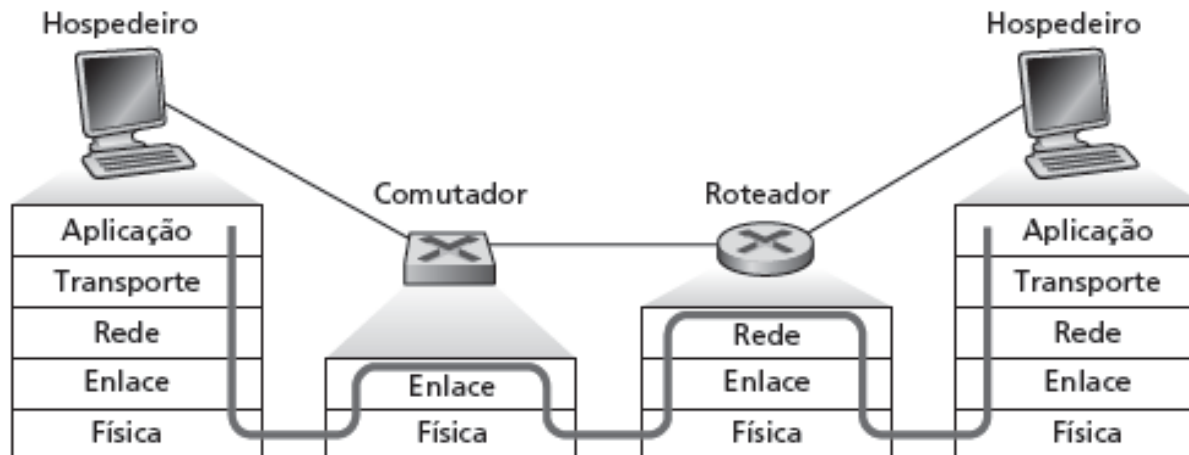 Hospedeiro
Hospedeiro
Comutador
Roteador
Aplicação
Transporte
Rede
Enlace
Física
Enlace
Física
Rede
Enlace
Física
Aplicação
Transporte
Rede
Enlace
Física